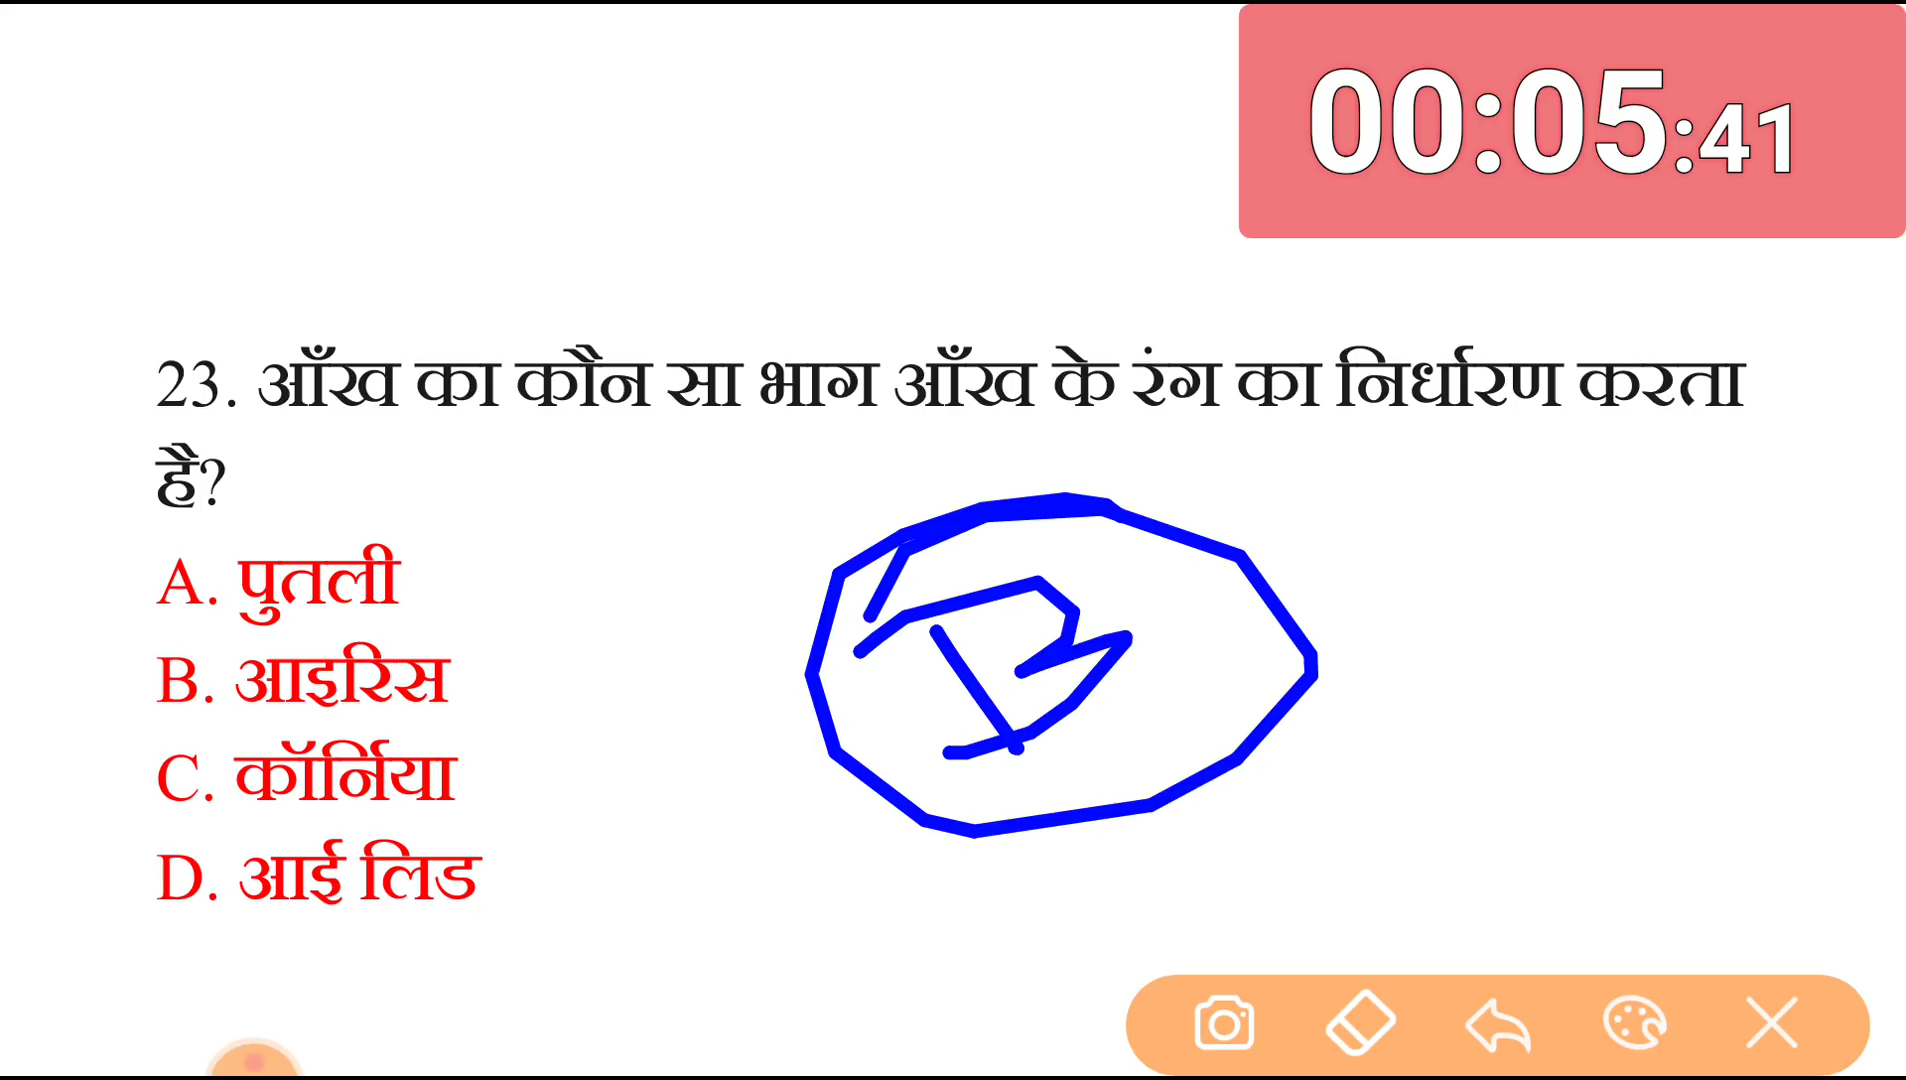 00:05:41
23. आँख का कौन सा भाग आँख के रंग का निर्धारण करता
है?
A. पुतली
B. आइरिस
B
C. कॉर्निया
D. आई लिड